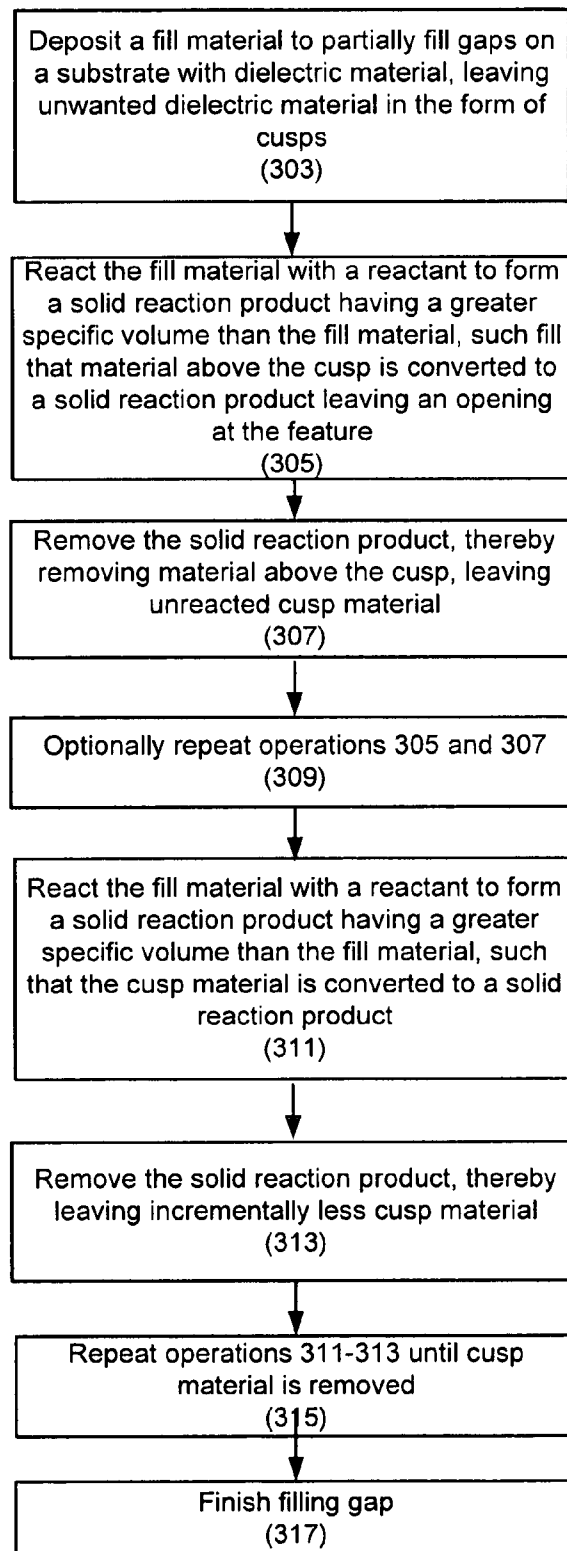 Deposit a fill material to partially fill gaps on
a substrate with dielectric material, leaving
unwanted dielectric material in the form of
cusps
(303)
React the fill material with a reactant to form
a solid reaction product having a greater
specific volume than the fill material, such fill
that material above the cusp is converted to
a solid reaction product leaving an opening
at the feature
(305)
Remove the solid reaction product, thereby
removing material above the cusp, leaving
unreacted cusp material
(307)
Optionally repeat operations 305 and 307
(309)
React the fill material with a reactant to form
a solid reaction product having a greater
specific volume than the fill material, such
that the cusp material is converted to a solid
reaction product
(311)
Remove the solid reaction product, thereby
leaving incrementally less cusp material
(313)
Repeat operations 311-313 until cusp
material is removed
(315)
Finish filling gap
(317)